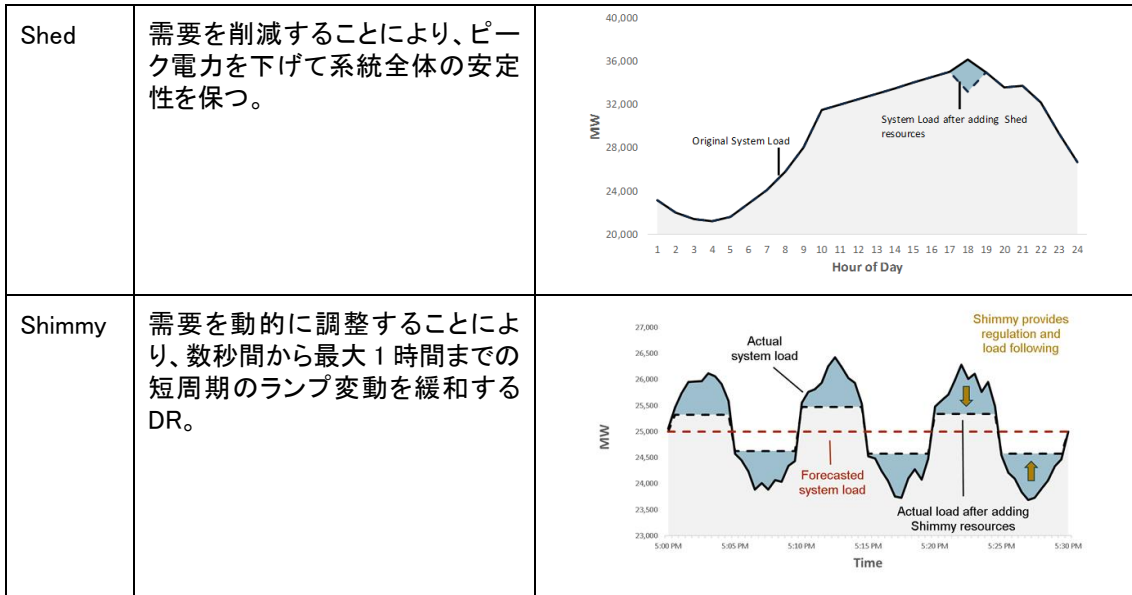 Shed
需要を削減することにより、ピー
ク電力を下げて系統全体の安定
性を保つ。
40,000
36,000
32,000
28,000
24,000
20,000
MW
Original System Load
System Load after adding Shed
resources
1 2 3 4 5 6 7 8 9 10 11 12 13 14 15 16 17 18 19 20 21 22 23 24
Hour of Day
Shimmy
需要を動的に調整することによ
り、数秒間から最大 1 時間までの
短周期のランプ変動を緩和する
DR。
27,000
26,500
26,000
25,500
25,000
24,500
24,000
23,500
23,000
MW
Actual
system load
Shimmy provides
regulation and
load following
Forecasted
system load
Actual load after adding
Shimmy resources
5:00 PM 5:05 PM 5:10 PM 5:15 PM 5:20 PM 5:25 PM 5:30 PM
Time